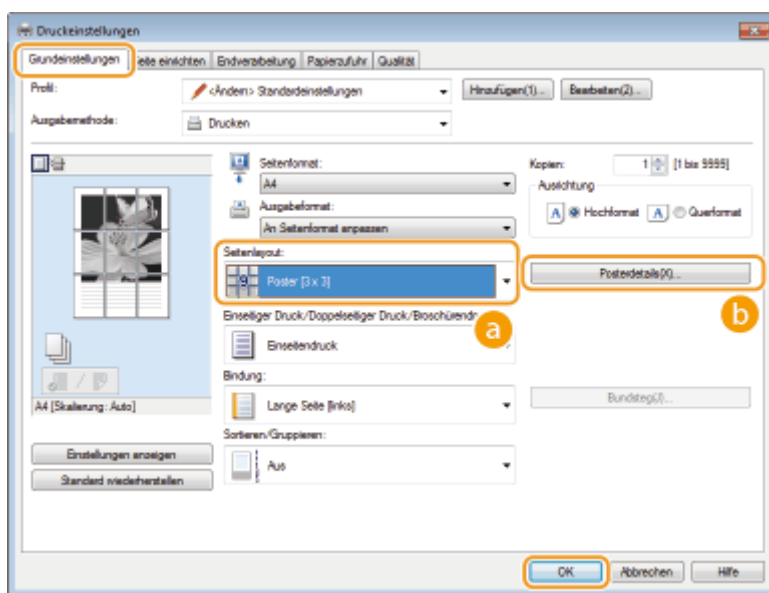 Druckeinstellungen
Grundeinstellungen Seite einrichten Endverarbeitung Papierzufuhr Qualität
Profil: <Ändern> Standardeinstellungen Hinzufügen(1)... Bearbeiten(2)...
Ausgabemethode: Drucken
Seitenformat:
A4
Ausgabeformat:
An Seitenformat anpassen
Kopien: 1 [1 bis 9999]
Ausrichtung
A Hochformat A Querformat
Seitenlayout:
9 Poster [3 x 3]
Posterdetails(X)...
a
b
Einseitiger Druck/Doppelseitiger Druck/Broschürendr
Einseitendruck
Bindung:
Lange Seite [links]
Bundsteg(J)...
A4 [Skalierung: Auto]
Sortieren/Gruppieren:
Aus
Einstellungen anzeigen
Standard wiederherstellen
OK Abbrechen Hilfe